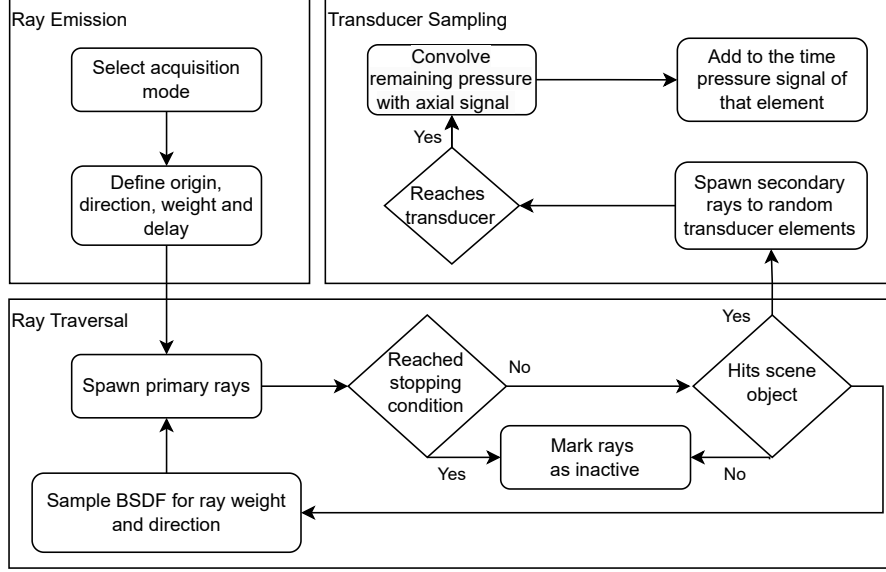 Ray Emission
Select acquisition
mode
Define origin,
direction, weight and
delay
Transducer Sampling
Convolve
remaining pressure
with axial signal
Add to the time
pressure signal of
that element
Yes
Reaches
transducer
Spawn secondary
rays to random
transducer elements
Yes
Ray Traversal
Spawn primary rays
Reached
stopping
condition
No
Hits scene
object
Yes
Mark rays
as inactive
No
Sample BSDF for ray weight
and direction